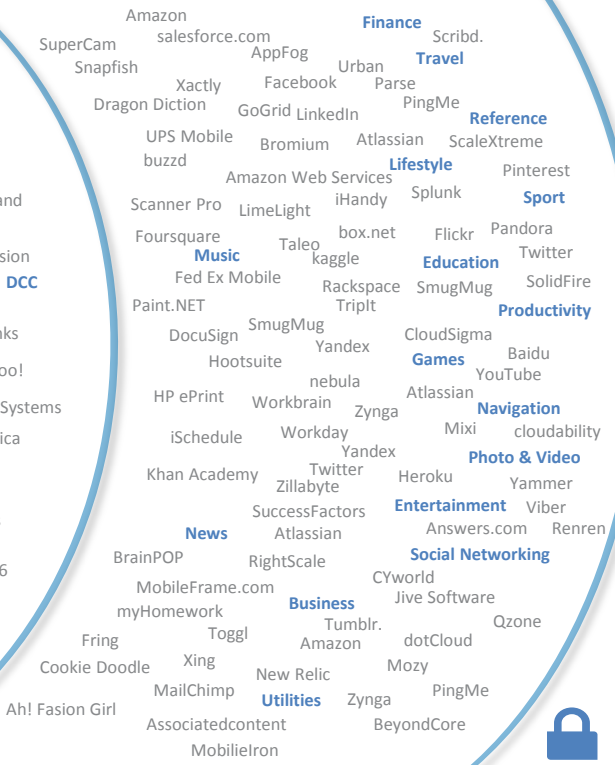 Amazon
Finance
SuperCam
salesforce.com
Scribd.
AppFog
Travel
Snapfish
Urban
Xactly
Facebook
Parse
Dragon Diction
GoGrid
LinkedIn
PingMe
Reference
UPS Mobile
Bromium
Atlassian
ScaleXtreme
buzzd
Lifestyle
Pinterest
Amazon Web Services
and
Scanner Pro
LimeLight
iHandy
Splunk
Sport
Foursquare
Taleo
box.net
Flickr
Pandora
sion
Music
kaggle
Education
Twitter
DCC
Fed Ex Mobile
Rackspace
SmugMug
SolidFire
Paint.NET
TripIt
Productivity
nks
DocuSign
SmugMug
Yandex
CloudSigma
oo!
Hootsuite
Games
Baidu
YouTube
nebula
HP ePrint
Workbrain
Zynga
Atlassian
Systems
Navigation
ica
iSchedule
Workday
Mixi
cloudability
Yandex
Photo & Video
Khan Academy
Twitter
Heroku
Zillabyte
Yammer
SuccessFactors
Entertainment
Viber
News
Atlassian
Answers.com
Renren
BrainPOP
RightScale
Social Networking
6
MobileFrame.com
CYworld
myHomework
Business
Jive Software
Fring
Toggl
Tumblr.
Qzone
Amazon
dotCloud
Cookie Doodle
Xing
New Relic
Mozy
MailChimp
Utilities
Zynga
PingMe
Ah! Fasion Girl
Associatedcontent
BeyondCore
MobilieIron